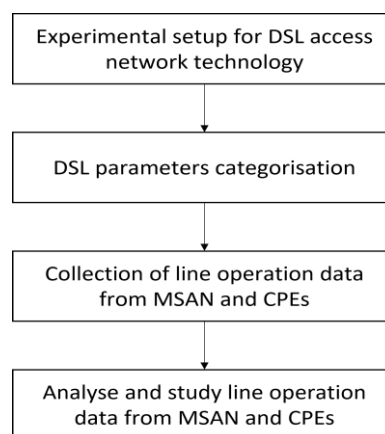 Experimental setup for DSL access
network technology
DSL parameters categorisation
Collection of line operation data
from MSAN and CPEs
Analyse and study line operation
data from MSAN and CPEs